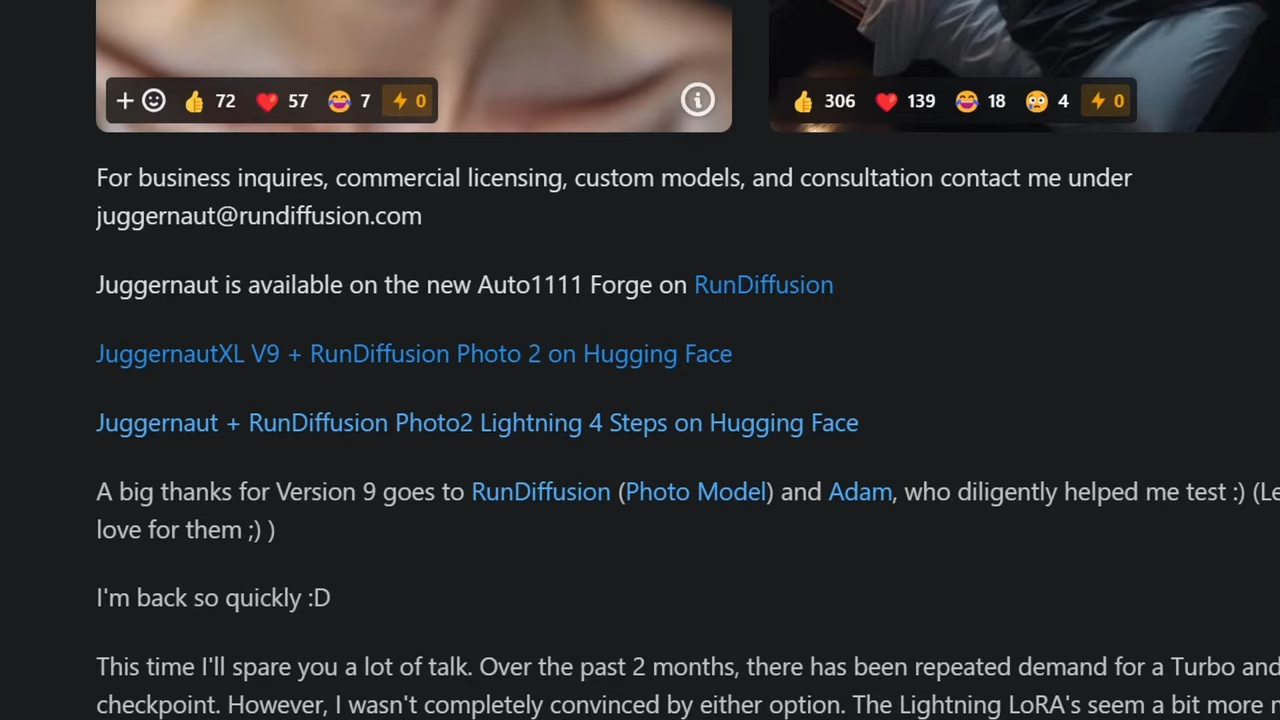 72 57 7 0
306 139 18 4 0
For business inquires, commercial licensing, custom models, and consultation contact me under
juggernaut@rundiffusion.com
Juggernaut is available on the new Auto1111 Forge on RunDiffusion
JuggernautXL V9 + RunDiffusion Photo 2 on Hugging Face
Juggernaut + RunDiffusion Photo2 Lightning 4 Steps on Hugging Face
A big thanks for Version 9 goes to RunDiffusion (Photo Model) and Adam, who diligently helped me test :) (Le
love for them ;) )
I'm back so quickly :D
This time I'll spare you a lot of talk. Over the past 2 months, there has been repeated demand for a Turbo and
checkpoint. However, I wasn't completely convinced by either option. The Lightning LoRA's seem a bit more